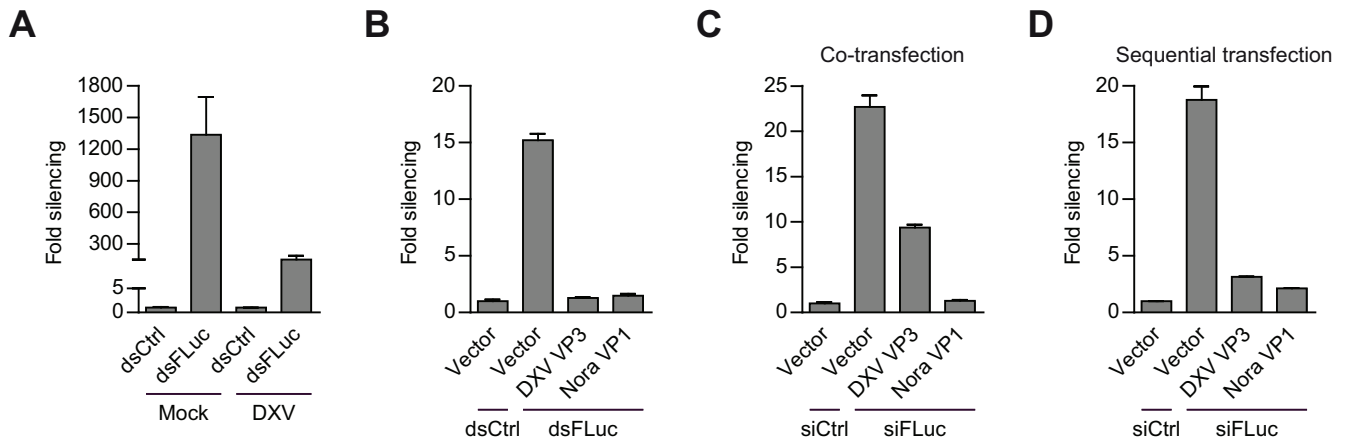 A
Fold silencing
1800
1500
1200
900
600
300
5
0
dsCtrl
dsFLuc
dsCtrl
dsFLuc
Mock
DXV
B
Fold silencing
20
15
10
5
0
Vector
Vector
DXV VP3
Nora VP1
dsCtrl
dsFLuc
C
Co-transfection
Fold silencing
25
20
15
10
5
0
Vector
Vector
DXV VP3
Nora VP1
siCtrl
siFLuc
D
Sequential transfection
Fold silencing
20
15
10
5
0
Vector
Vector
DXV VP3
Nora VP1
siCtrl
siFLuc